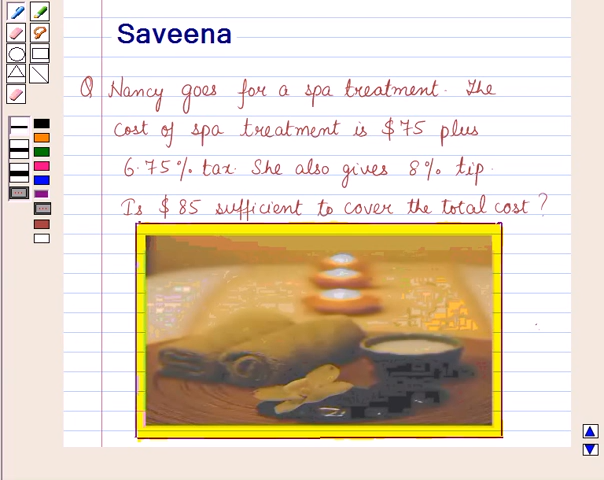 Saveena
Q Nancy goes for a spa treatment. The
cost of spa treatment is $75 plus
6.75% tax. She also gives 8% tip.
Is $85 sufficient to cover the total cost?